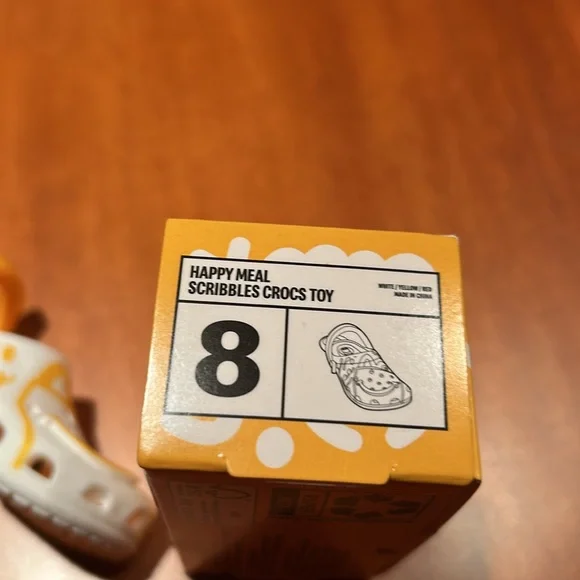 HAPPY MEAL
SCRIBBLES CROCS TOY
WHITE / YELLOW / RED
MADE IN CHINA
8